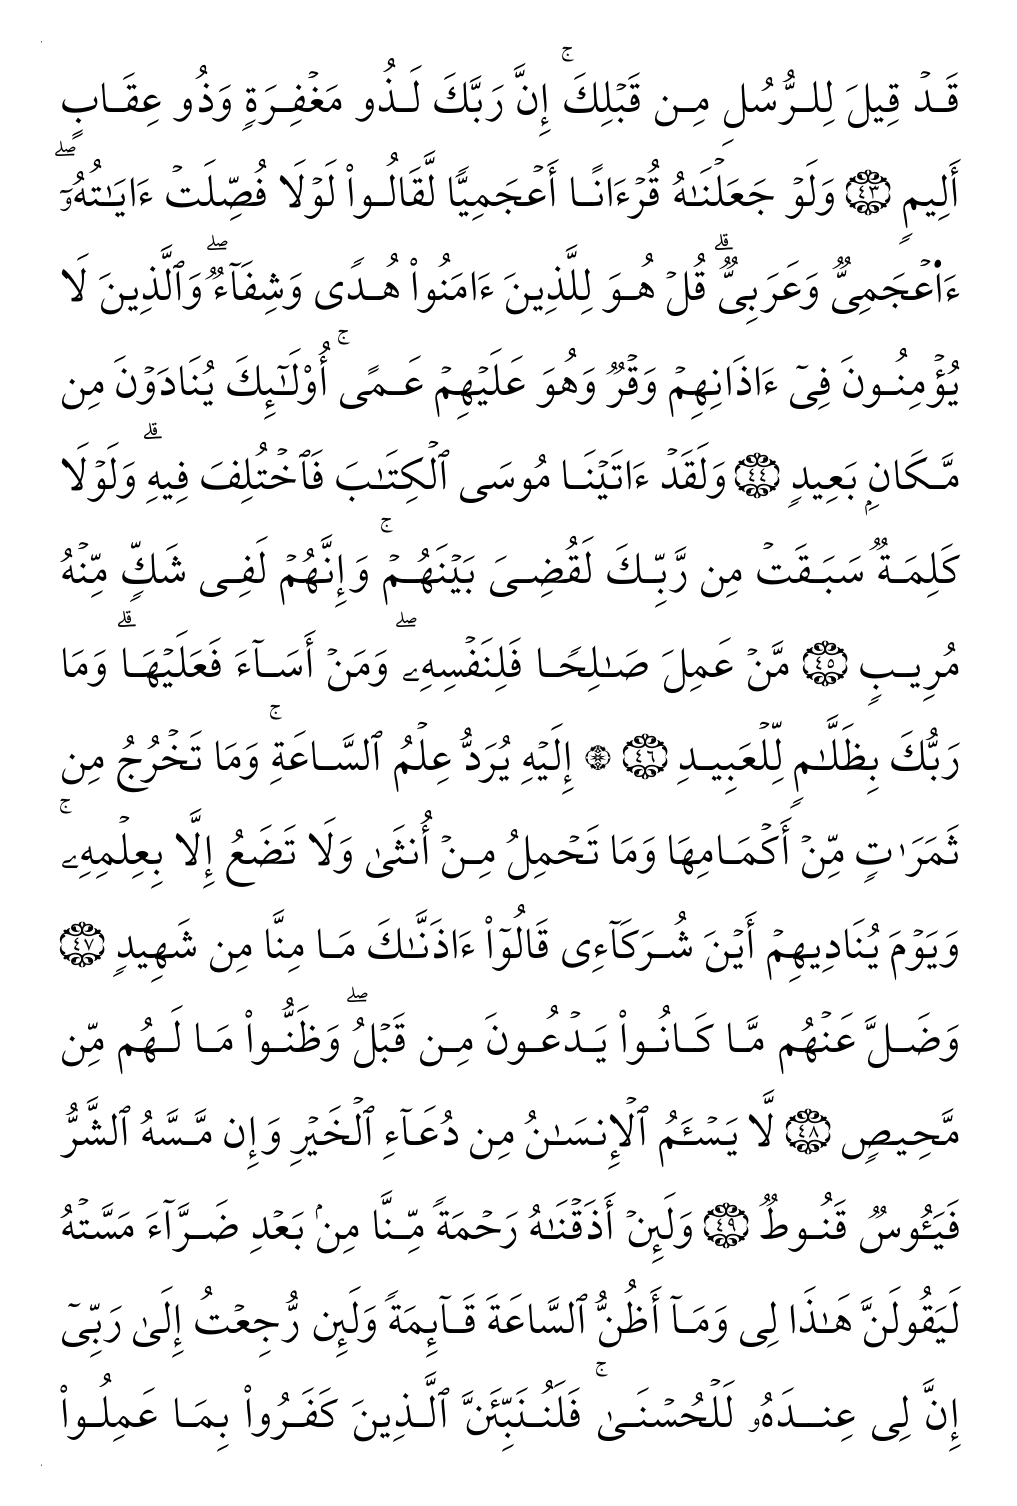 قَدۡ قِيلَ لِلرُّسُلِ مِن قَبۡلِكَۚ إِنَّ رَبَّكَ لَذُو مَغۡفِرَةٍ وَذُو عِقَابٍ
أَلِيمٍ ٤٣ وَلَوۡ جَعَلۡنَٰهُ قُرۡءَانًا أَعۡجَمِيًّا لَّقَالُواْ لَوۡلَا فُصِّلَتۡ ءَايَٰتُهُۥٓۖ
ءَا۬عۡجَمِيٌّ وَعَرَبِيٌّۗ قُلۡ هُوَ لِلَّذِينَ ءَامَنُواْ هُدًى وَشِفَآءٌۖ وَٱلَّذِينَ لَا
يُؤۡمِنُونَ فِيٓ ءَاذَانِهِمۡ وَقۡرٌ وَهُوَ عَلَيۡهِمۡ عَمًىۚ أُوْلَٰٓئِكَ يُنَادَوۡنَ مِن
مَّكَانِۭ بَعِيدٍ ٤٤ وَلَقَدۡ ءَاتَيۡنَا مُوسَى ٱلۡكِتَٰبَ فَٱخۡتُلِفَ فِيهِۗ وَلَوۡلَا
كَلِمَةٌ سَبَقَتۡ مِن رَّبِّكَ لَقُضِيَ بَيۡنَهُمۡۚ وَإِنَّهُمۡ لَفِي شَكٍّ مِّنۡهُ
مُرِيبٍ ٤٥ مَّنۡ عَمِلَ صَٰلِحًا فَلِنَفۡسِهِۦۖ وَمَنۡ أَسَآءَ فَعَلَيۡهَاۗ وَمَا
رَبُّكَ بِظَلَّٰمٍ لِّلۡعَبِيدِ ٤٦ ۞ إِلَيۡهِ يُرَدُّ عِلۡمُ ٱلسَّاعَةِۚ وَمَا تَخۡرُجُ مِن
ثَمَرَٰتٍ مِّنۡ أَكۡمَامِهَا وَمَا تَحۡمِلُ مِنۡ أُنثَىٰ وَلَا تَضَعُ إِلَّا بِعِلۡمِهِۦۚ
وَيَوۡمَ يُنَادِيهِمۡ أَيۡنَ شُرَكَآءِي قَالُوٓاْ ءَاذَنَّٰكَ مَا مِنَّا مِن شَهِيدٍ ٤٧
وَضَلَّ عَنۡهُم مَّا كَانُواْ يَدۡعُونَ مِن قَبۡلُۖ وَظَنُّواْ مَا لَهُم مِّن
مَّحِيصٍ ٤٨ لَّا يَسۡـَٔمُ ٱلۡإِنسَٰنُ مِن دُعَآءِ ٱلۡخَيۡرِ وَإِن مَّسَّهُ ٱلشَّرُّ
فَيَـُٔوسٌ قَنُوطٌ ٤٩ وَلَئِنۡ أَذَقۡنَٰهُ رَحۡمَةً مِّنَّا مِنۢ بَعۡدِ ضَرَّآءَ مَسَّتۡهُ
لَيَقُولَنَّ هَٰذَا لِي وَمَآ أَظُنُّ ٱلسَّاعَةَ قَآئِمَةً وَلَئِن رُّجِعۡتُ إِلَىٰ رَبِّيٓ
إِنَّ لِي عِندَهُۥ لَلۡحُسۡنَىٰۚ فَلَنُنَبِّئَنَّ ٱلَّذِينَ كَفَرُواْ بِمَا عَمِلُواْ